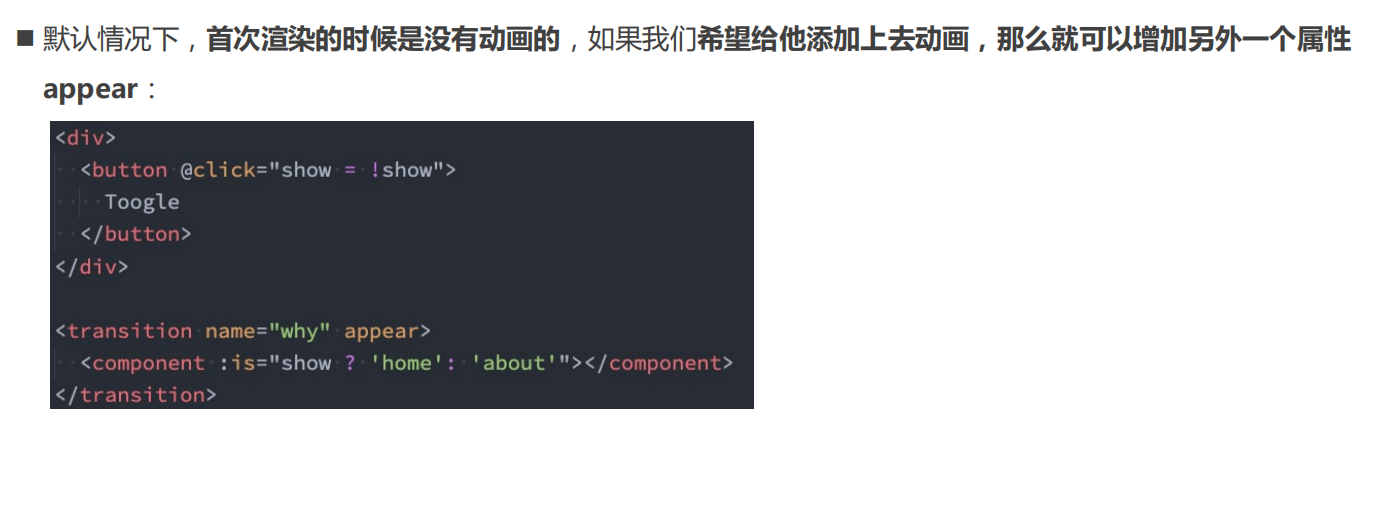 ■ 默认情况下，首次渲染的时候是没有动画的，如果我们希望给他添加上去动画，那么就可以增加另外一个属性
appear：
<div>
  <button @click="show = !show">
    Toogle
  </button>
</div>

<transition name="why" appear>
  <component :is="show ? 'home': 'about'"></component>
</transition>